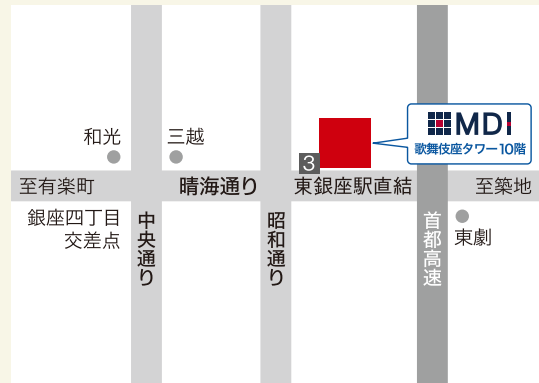 MDI
歌舞伎座タワー10階
和光
三越
3
至有楽町
晴海通り
東銀座駅直結
至築地
銀座四丁目
交差点
中央通り
昭和通り
首都高速
東劇